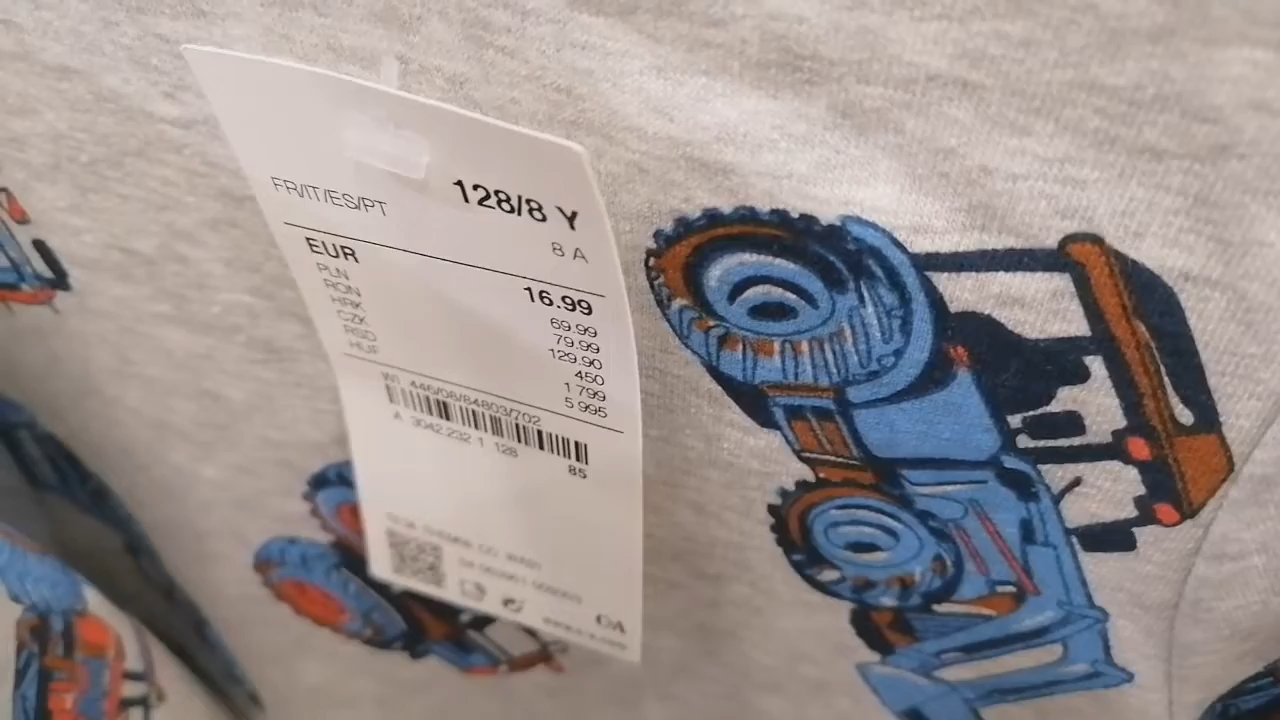 128/8 Y
FR/IT/ES/PT 8 A
EUR 16.99
PLN 69.99
RON 79.99
HRK 129.90
CZK 450
RSD 1 799
HUF 5 995
WI 446/08/84803/702
A 3042.232 1 128 85
C&A